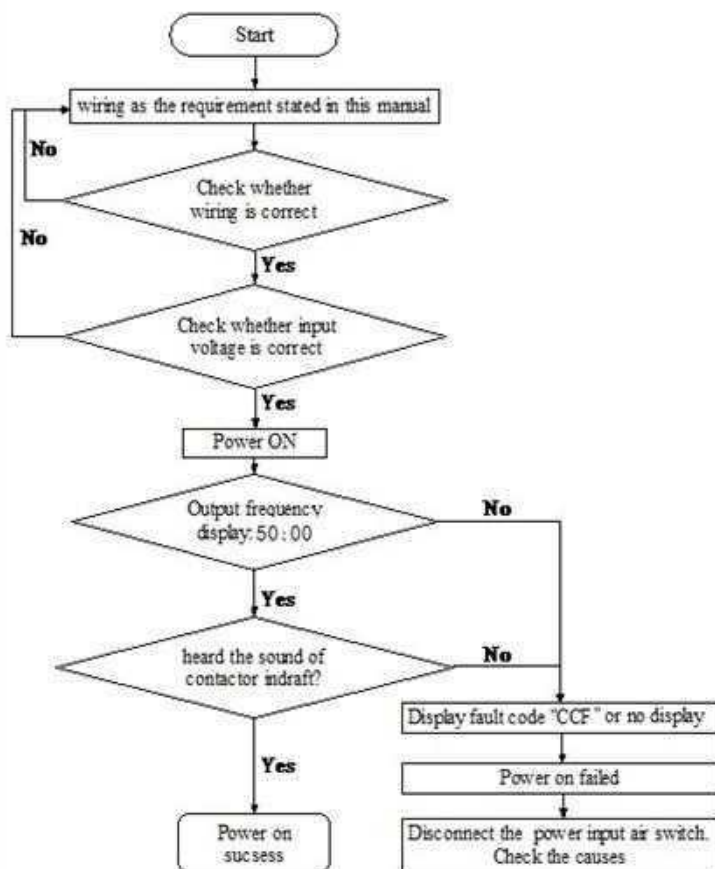 Start
wiring as the requirement stated in this manual
No
Check whether
wiring is correct
No
Yes
Check whether input
voltage is correct
Yes
Power ON
Output frequency
display:50:00
No
Yes
heard the sound of
contactor indraft?
No
Display fault code "CCF" or no display
Yes
Power on failed
Power on
sucsess
Disconnect the power input air switch.
Check the causes